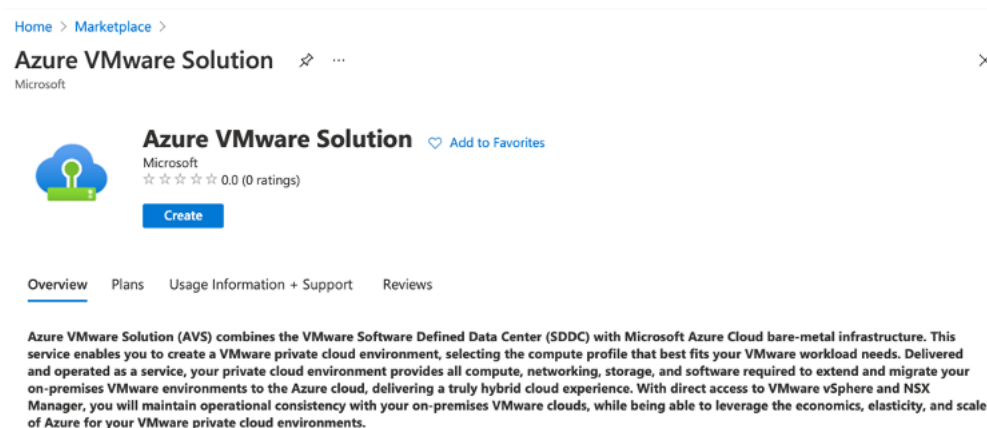 Home > Marketplace >
Azure VMware Solution ...
Microsoft
Azure VMware Solution Add to Favorites
Microsoft
0.0 (0 ratings)
Create
Overview Plans Usage Information + Support Reviews
Azure VMware Solution (AVS) combines the VMware Software Defined Data Center (SDDC) with Microsoft Azure Cloud bare-metal infrastructure. This
service enables you to create a VMware private cloud environment, selecting the compute profile that best fits your VMware workload needs. Delivered
and operated as a service, your private cloud environment provides all compute, networking, storage, and software required to extend and migrate your
on-premises VMware environments to the Azure cloud, delivering a truly hybrid cloud experience. With direct access to VMware vSphere and NSX
Manager, you will maintain operational consistency with your on-premises VMware clouds, while being able to leverage the economics, elasticity, and scale
of Azure for your VMware private cloud environments.